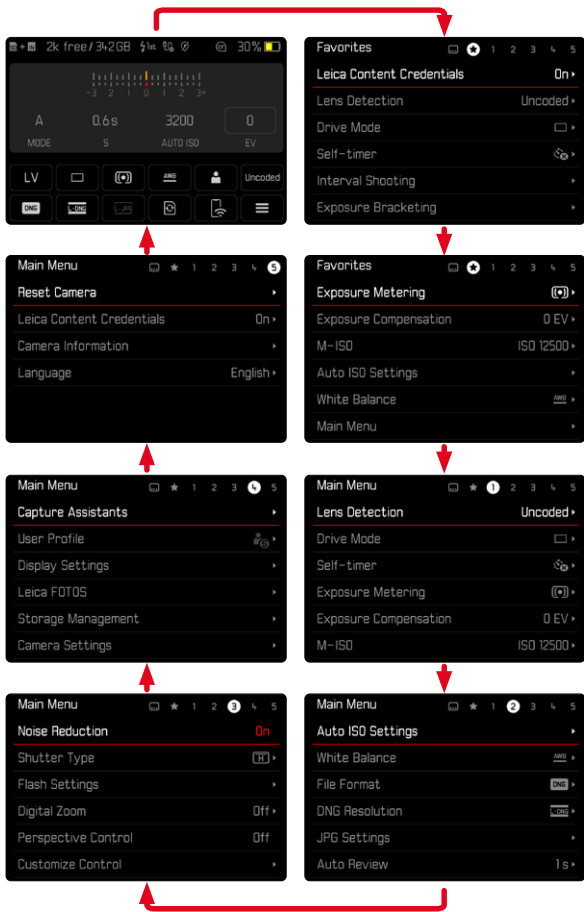 2k free/342GB 1st 30%
-3 2 1 0 1 2 3+
A 0.6s 3200 0
MODE S AUTO ISO EV
LV AWB Uncoded
DNG L-DNG L-JPG
Favorites 1 2 3 4 5
Leica Content Credentials On
Lens Detection Uncoded
Drive Mode
Self-timer
Interval Shooting
Exposure Bracketing
Main Menu 1 2 3 4 5
Reset Camera
Leica Content Credentials On
Camera Information
Language English
Favorites 1 2 3 4 5
Exposure Metering
Exposure Compensation 0 EV
M-ISO ISO 12500
Auto ISO Settings
White Balance AWB
Main Menu
Main Menu 1 2 3 4 5
Capture Assistants
User Profile
Display Settings
Leica FOTOS
Storage Management
Camera Settings
Main Menu 1 2 3 4 5
Lens Detection Uncoded
Drive Mode
Self-timer
Exposure Metering
Exposure Compensation 0 EV
M-ISO ISO 12500
Main Menu 1 2 3 4 5
Noise Reduction On
Shutter Type
Flash Settings
Digital Zoom Off
Perspective Control Off
Customize Control
Main Menu 1 2 3 4 5
Auto ISO Settings
White Balance AWB
File Format DNG
DNG Resolution L-DNG
JPG Settings
Auto Review 1s